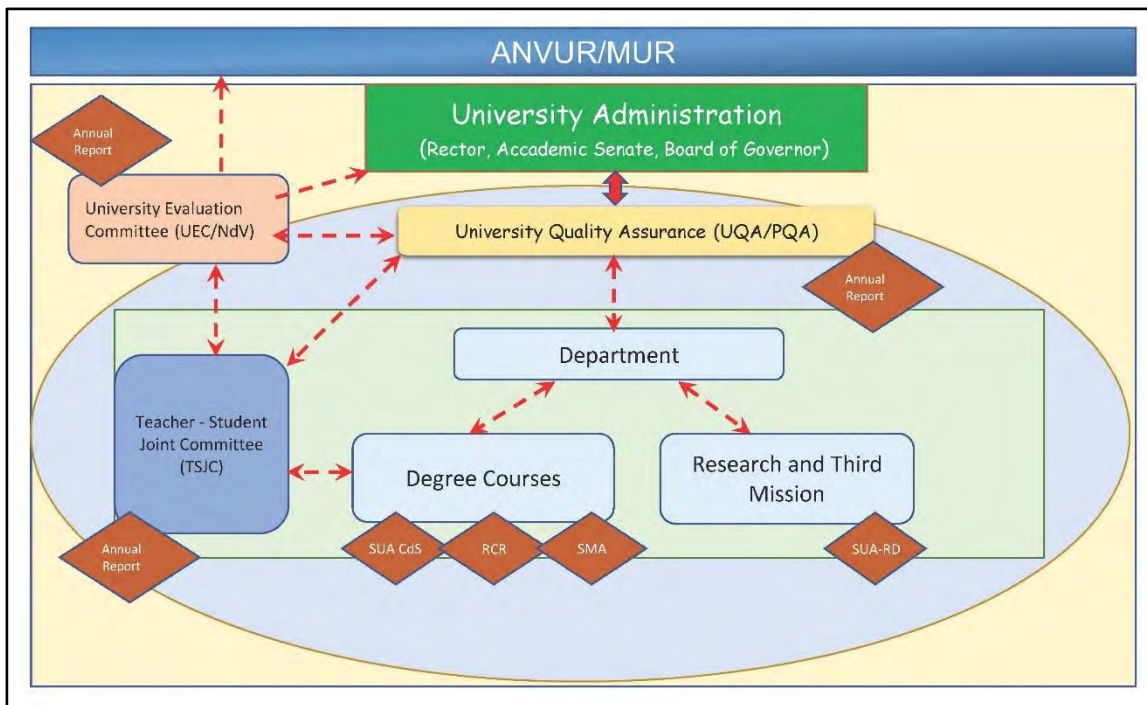 ANVUR/MUR
University Administration
(Rector, Accademic Senate, Board of Governor)
Annual
Report
University Evaluation
Committee (UEC/NdV)
University Quality Assurance (UQA/PQA)
Annual
Report
Department
Teacher - Student
Joint Committee
(TSJC)
Degree Courses
Research and Third
Mission
Annual
Report
SUA CdS
RCR
SMA
SUA-RD